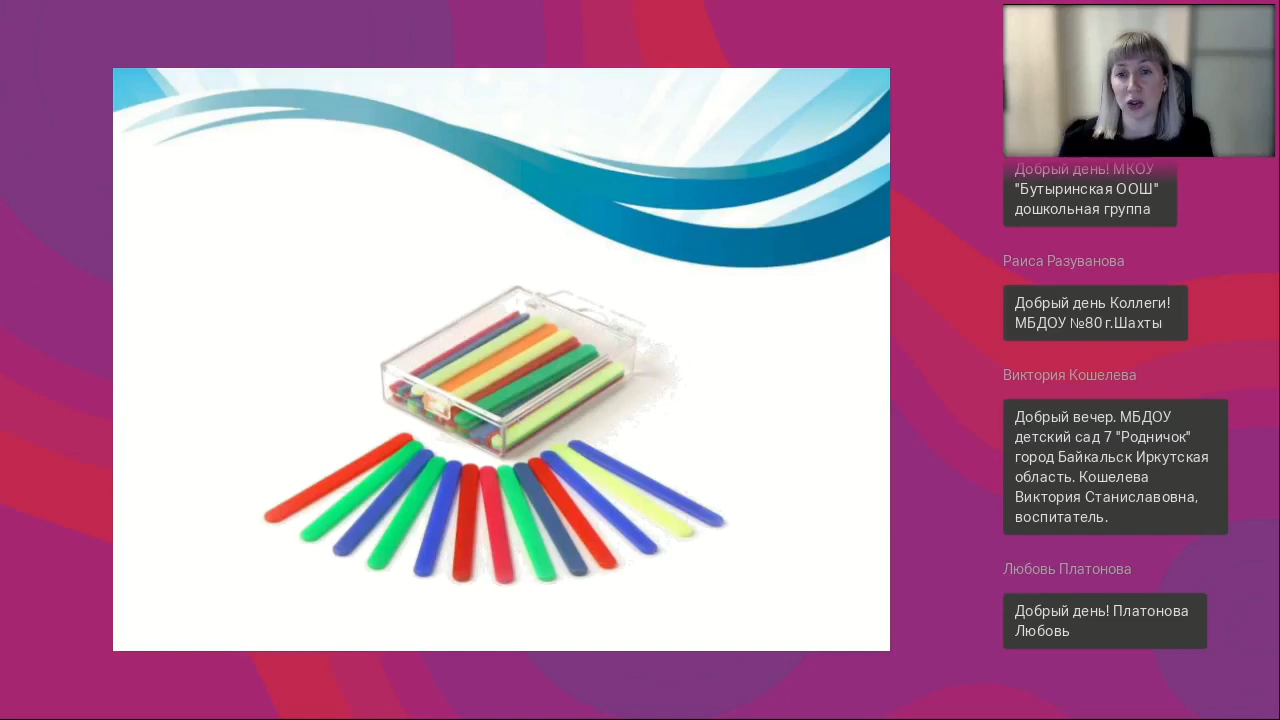 Добрый день! МКОУ
"Бутыринская ООШ"
дошкольная группа
Раиса Разуванова
Добрый день Коллеги!
МБДОУ №80 г.Шахты
Виктория Кошелева
Добрый вечер. МБДОУ
детский сад 7 "Родничок"
город Байкальск Иркутская
область. Кошелева
Виктория Станиславовна,
воспитатель.
Любовь Платонова
Добрый день! Платонова
Любовь